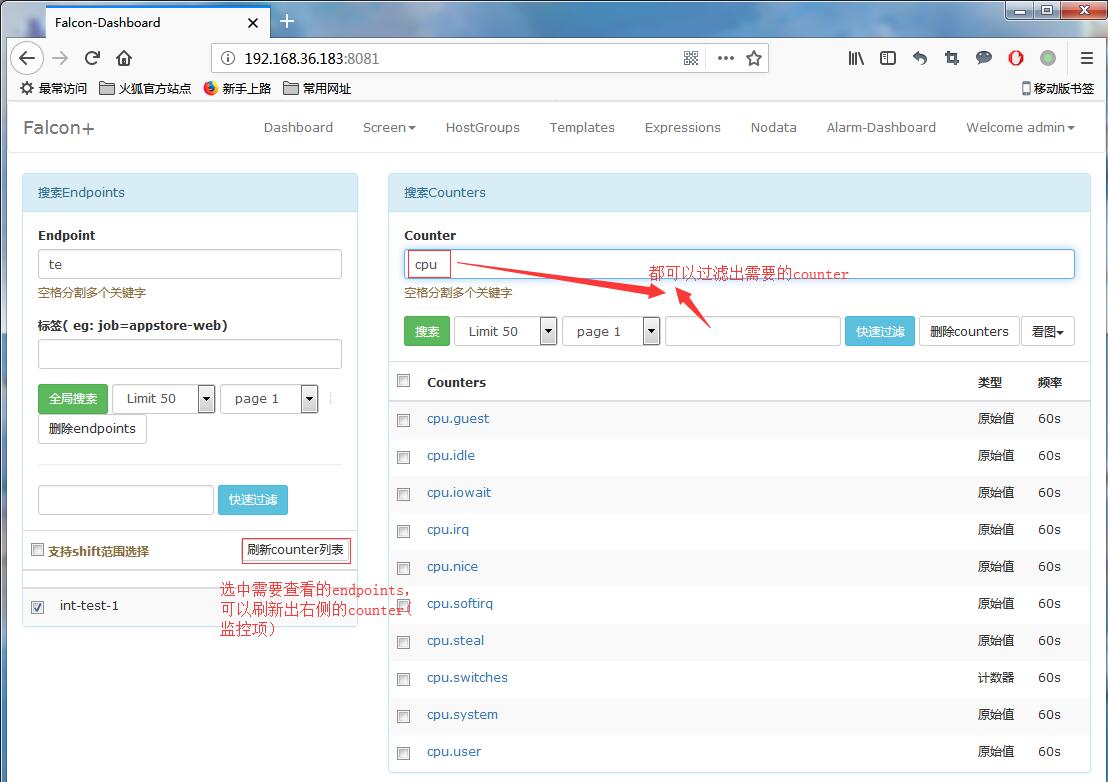 Falcon-Dashboard
192.168.36.183:8081
最常访问 火狐官方站点 新手上路 常用网址 移动版书签
Falcon+ Dashboard Screen HostGroups Templates Expressions Nodata Alarm-Dashboard Welcome admin
搜索Endpoints
Endpoint
te
空格分割多个关键字
标签( eg: job=appstore-web)
全局搜索 Limit 50 page 1
删除endpoints
快速过滤
支持shift范围选择 刷新counter列表
int-test-1
选中需要查看的endpoints,
可以刷新出右侧的counter(
监控项)
搜索Counters
Counter
cpu
都可以过滤出需要的counter
空格分割多个关键字
搜索 Limit 50 page 1 快速过滤 删除counters 看图
Counters 类型 频率
cpu.guest 原始值 60s
cpu.idle 原始值 60s
cpu.iowait 原始值 60s
cpu.irq 原始值 60s
cpu.nice 原始值 60s
cpu.softirq 原始值 60s
cpu.steal 原始值 60s
cpu.switches 计数器 60s
cpu.system 原始值 60s
cpu.user 原始值 60s